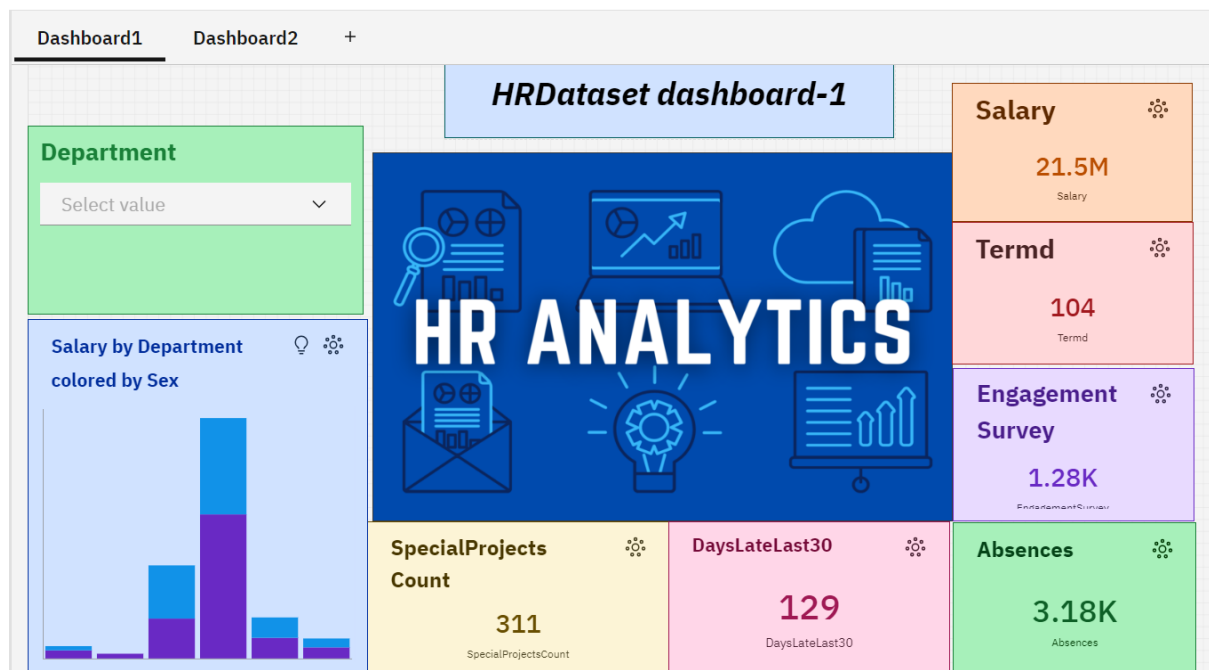 Dashboard1 Dashboard2 +
HRDataset dashboard-1
Department
Select value
Salary by Department
colored by Sex
HR ANALYTICS
Salary
21.5M
Salary
Termd
104
Termd
Engagement
Survey
1.28K
EngagementSurvey
SpecialProjects
Count
311
SpecialProjectsCount
DaysLateLast30
129
DaysLateLast30
Absences
3.18K
Absences